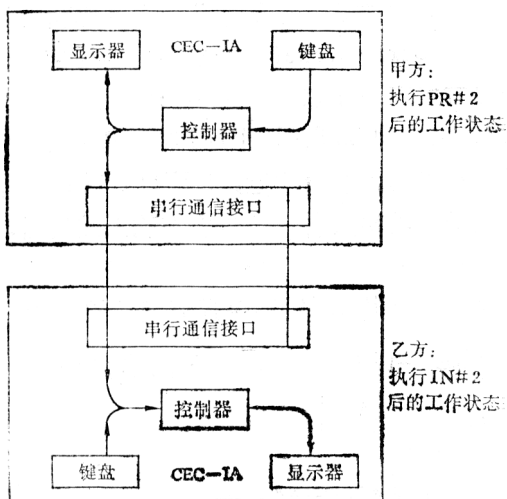 显示器
CEC—IA
键盘
控制器
串行通信接口
甲方：
执行PR#2
后的工作状态
串行通信接口
控制器
键盘
CEC—IA
显示器
乙方：
执行IN#2
后的工作状态